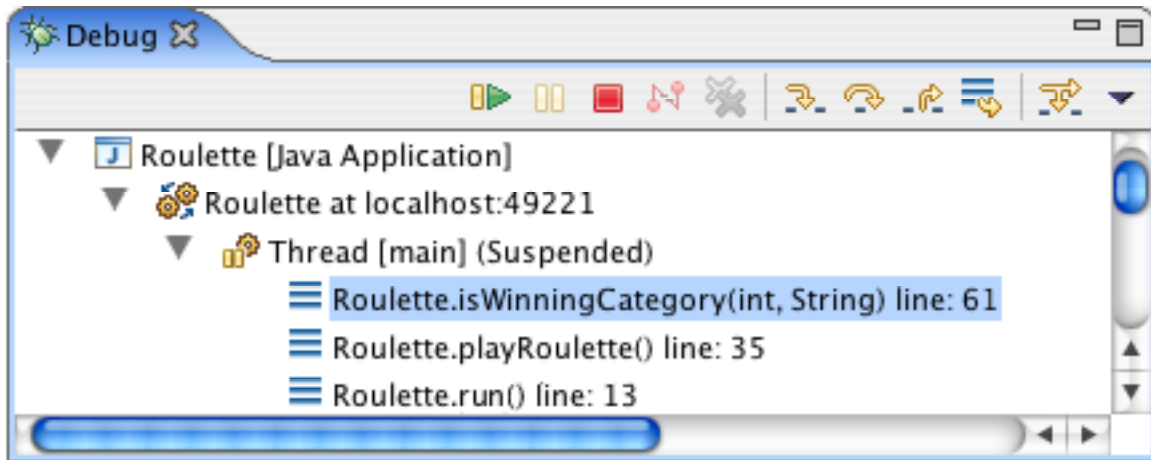 Debug
Roulette [Java Application]
Roulette at localhost:49221
Thread [main] (Suspended)
Roulette.isWinningCategory(int, String) line: 61
Roulette.playRoulette() line: 35
Roulette.run() line: 13